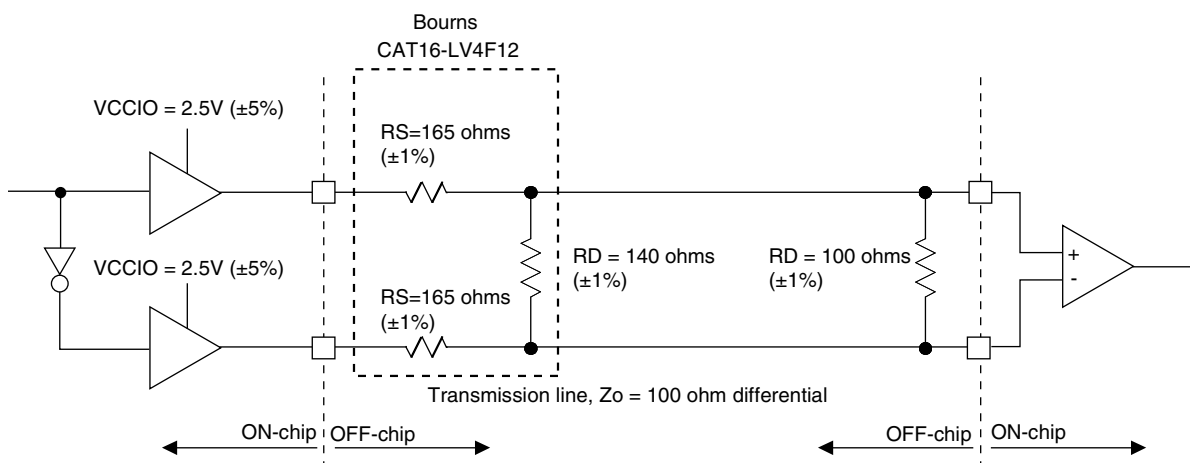 Bourns
CAT16-LV4F12
VCCIO = 2.5V (±5%)
RS=165 ohms
(±1%)
RD = 140 ohms
(±1%)
RD = 100 ohms
(±1%)
+
-
VCCIO = 2.5V (±5%)
RS=165 ohms
(±1%)
Transmission line, Zo = 100 ohm differential
ON-chip
OFF-chip
OFF-chip
ON-chip